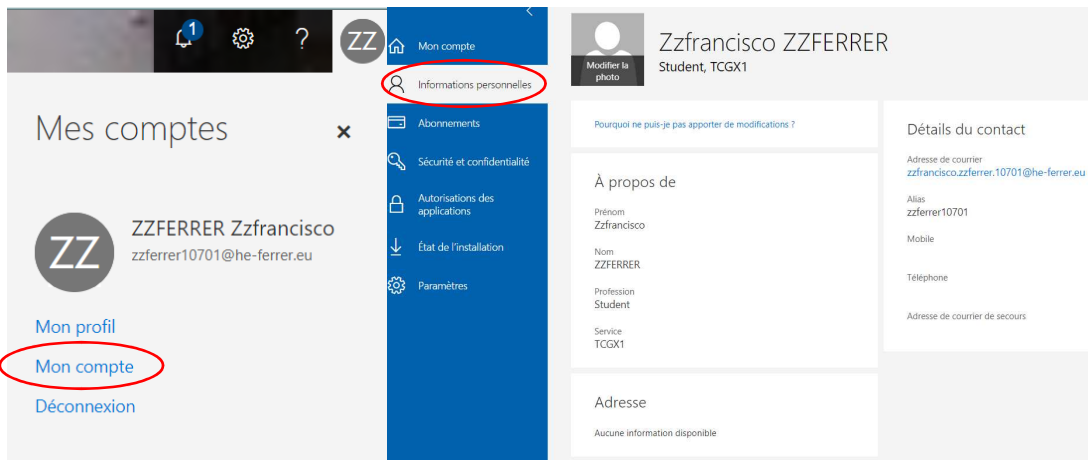 1
?
ZZ
Mes comptes
×
ZZ
ZZFERRER Zzfrancisco
zzferrer10701@he-ferrer.eu
Mon profil
Mon compte
Déconnexion
Mon compte
Informations personnelles
Abonnements
Sécurité et confidentialité
Autorisations des
applications
État de l'installation
Paramètres
Modifier la
photo
Zzfrancisco ZZFERRER
Student, TCGX1
Pourquoi ne puis-je pas apporter de modifications ?
À propos de
Prénom
Zzfrancisco
Nom
ZZFERRER
Profession
Student
Service
TCGX1
Adresse
Aucune information disponible
Détails du contact
Adresse de courrier
zzfrancisco.zzferrer.10701@he-ferrer.eu
Alias
zzferrer10701
Mobile
Téléphone
Adresse de courrier de secours